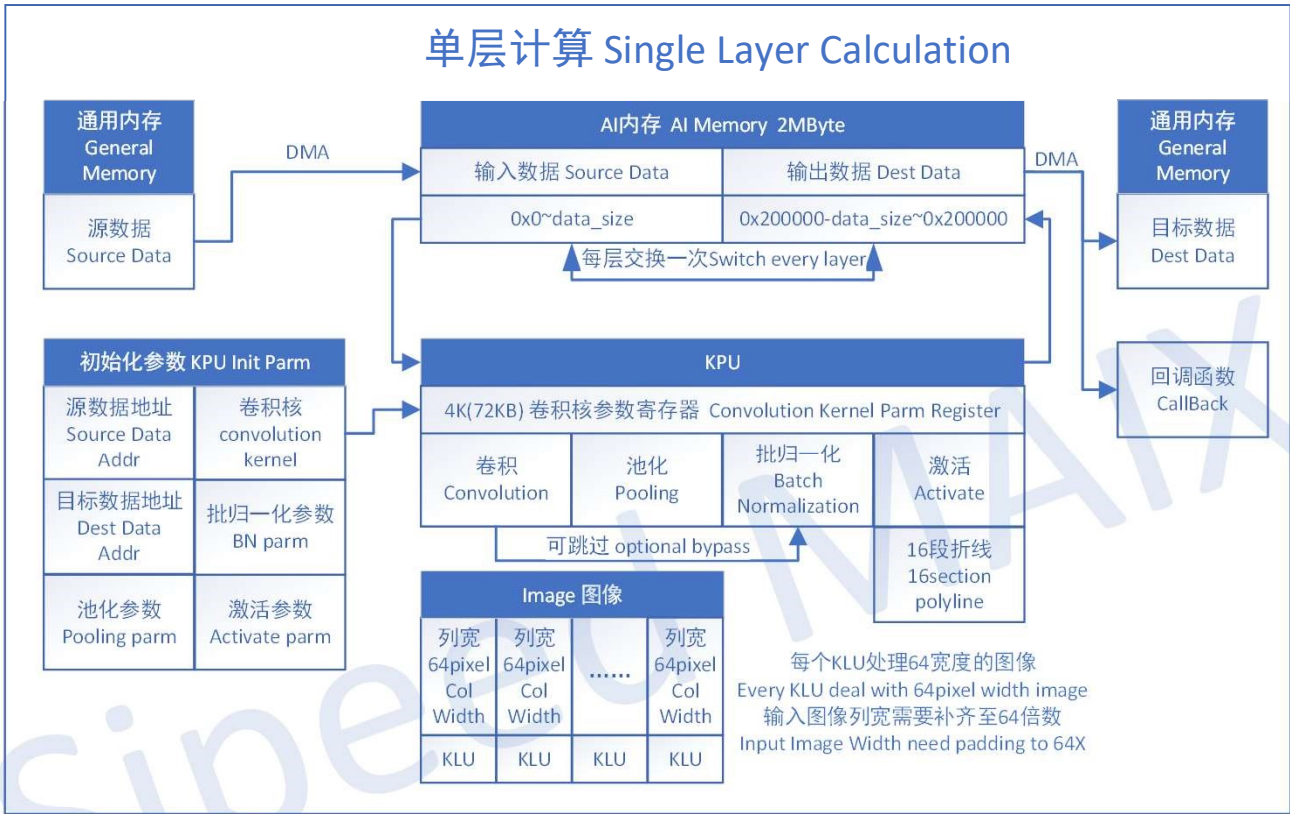 单层计算 Single Layer Calculation
通用内存
General
Memory
源数据
Source Data
DMA
AI内存 AI Memory 2MByte
输入数据 Source Data
输出数据 Dest Data
0x0~data_size
0x200000-data_size~0x200000
每层交换一次Switch every layer
DMA
通用内存
General
Memory
目标数据
Dest Data
回调函数
CallBack
初始化参数 KPU Init Parm
源数据地址
Source Data
Addr
卷积核
convolution
kernel
目标数据地址
Dest Data
Addr
批归一化参数
BN parm
池化参数
Pooling parm
激活参数
Activate parm
KPU
4K(72KB) 卷积核参数寄存器 Convolution Kernel Parm Register
卷积
Convolution
池化
Pooling
批归一化
Batch
Normalization
激活
Activate
可跳过 optional bypass
16段折线
16section
polyline
Image 图像
列宽
64pixel
Col
Width
列宽
64pixel
Col
Width
......
列宽
64pixel
Col
Width
KLU
KLU
KLU
KLU
每个KLU处理64宽度的图像
Every KLU deal with 64pixel width image
输入图像列宽需要补齐至64倍数
Input Image Width need padding to 64X
Sipeed MAIX